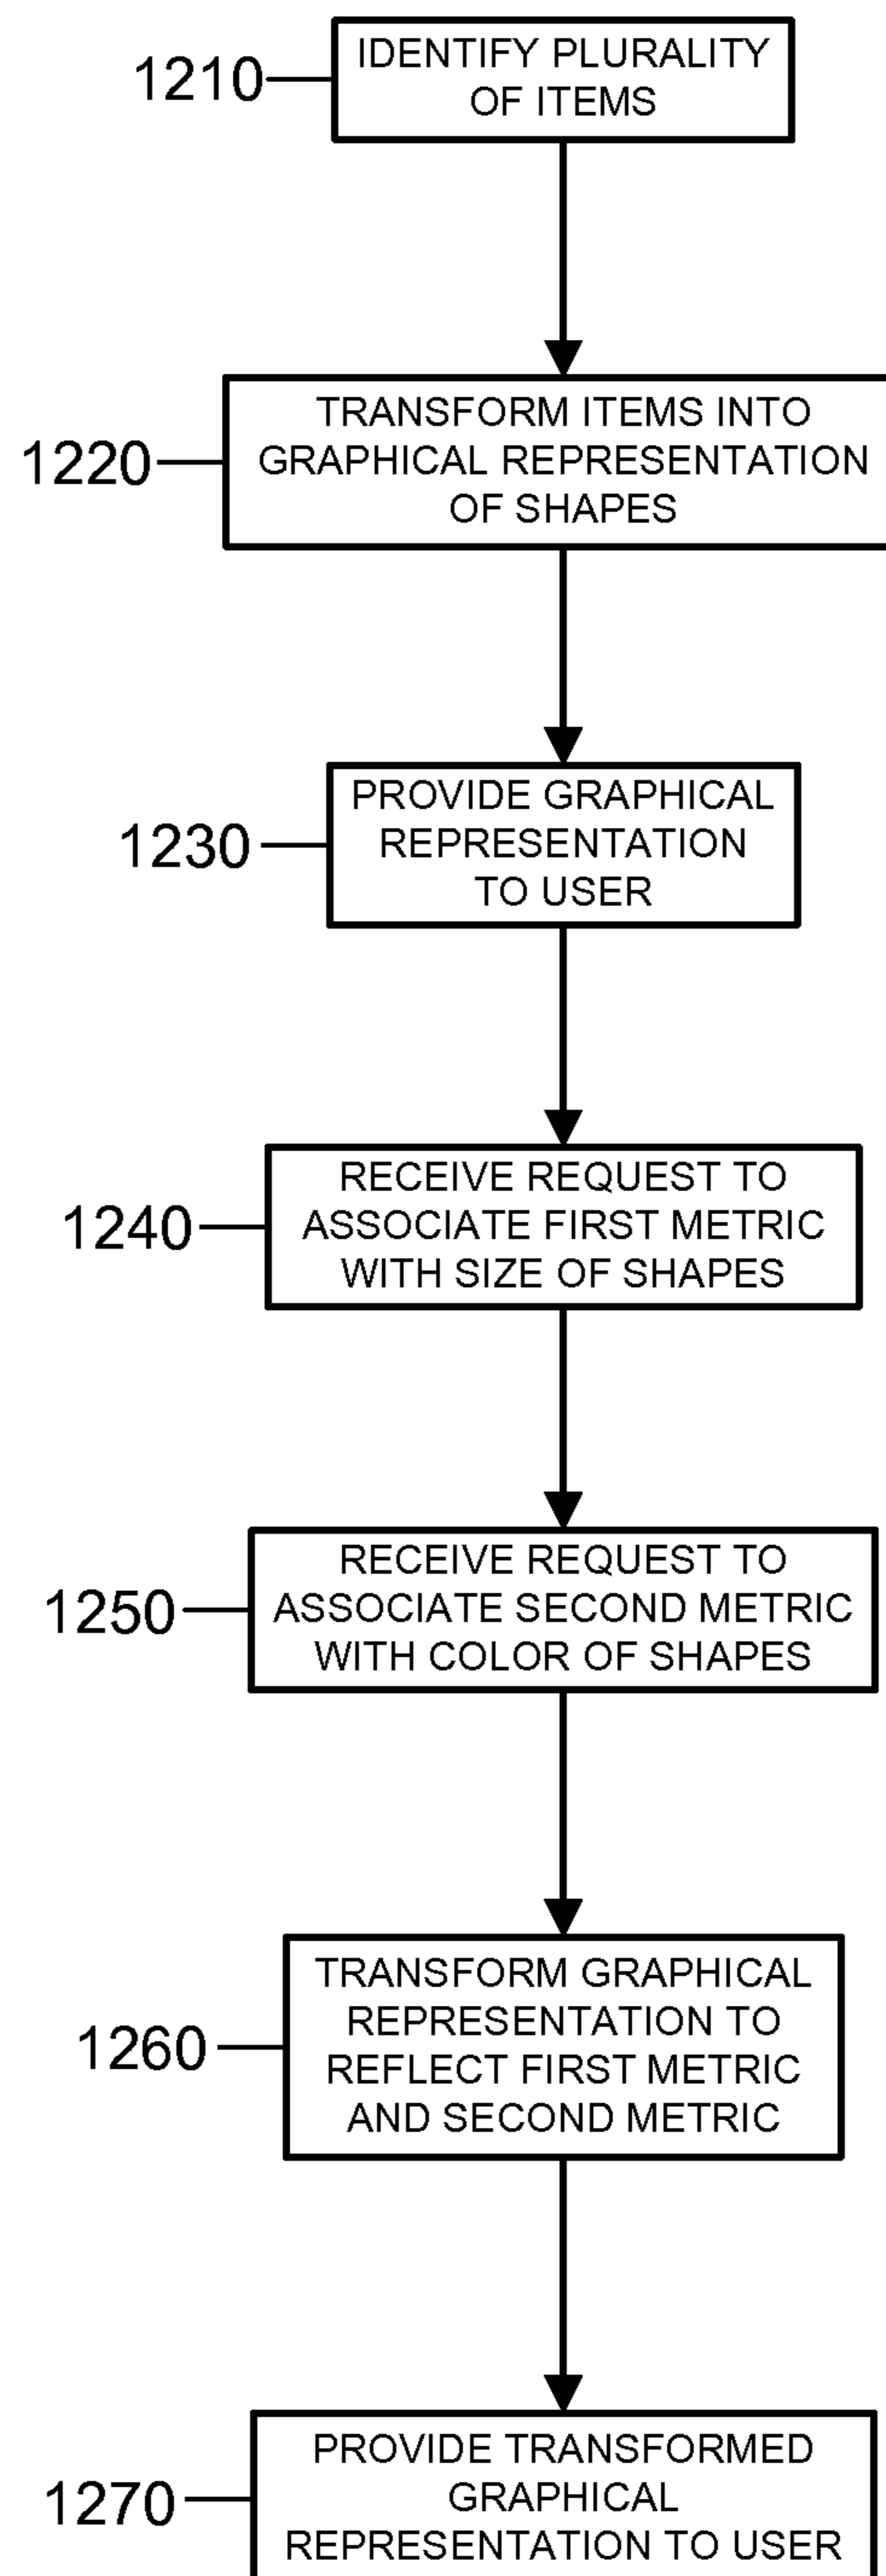 1210
IDENTIFY PLURALITY
OF ITEMS
1220
TRANSFORM ITEMS INTO
GRAPHICAL REPRESENTATION
OF SHAPES
1230
PROVIDE GRAPHICAL
REPRESENTATION
TO USER
1240
RECEIVE REQUEST TO
ASSOCIATE FIRST METRIC
WITH SIZE OF SHAPES
1250
RECEIVE REQUEST TO
ASSOCIATE SECOND METRIC
WITH COLOR OF SHAPES
1260
TRANSFORM GRAPHICAL
REPRESENTATION TO
REFLECT FIRST METRIC
AND SECOND METRIC
1270
PROVIDE TRANSFORMED
GRAPHICAL
REPRESENTATION TO USER